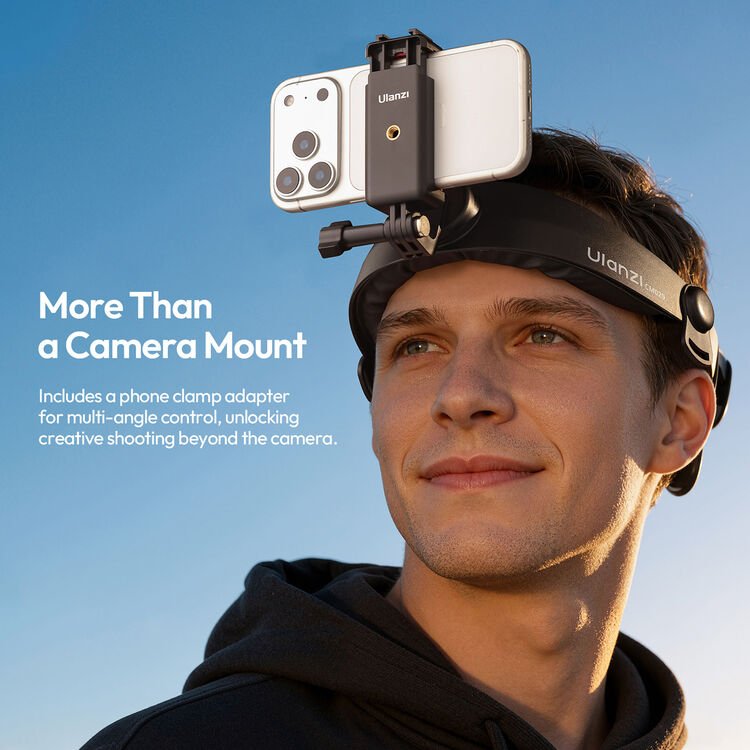 Ulanzi
Ulanzi CM029
More Than
a Camera Mount
Includes a phone clamp adapter
for multi-angle control, unlocking
creative shooting beyond the camera.